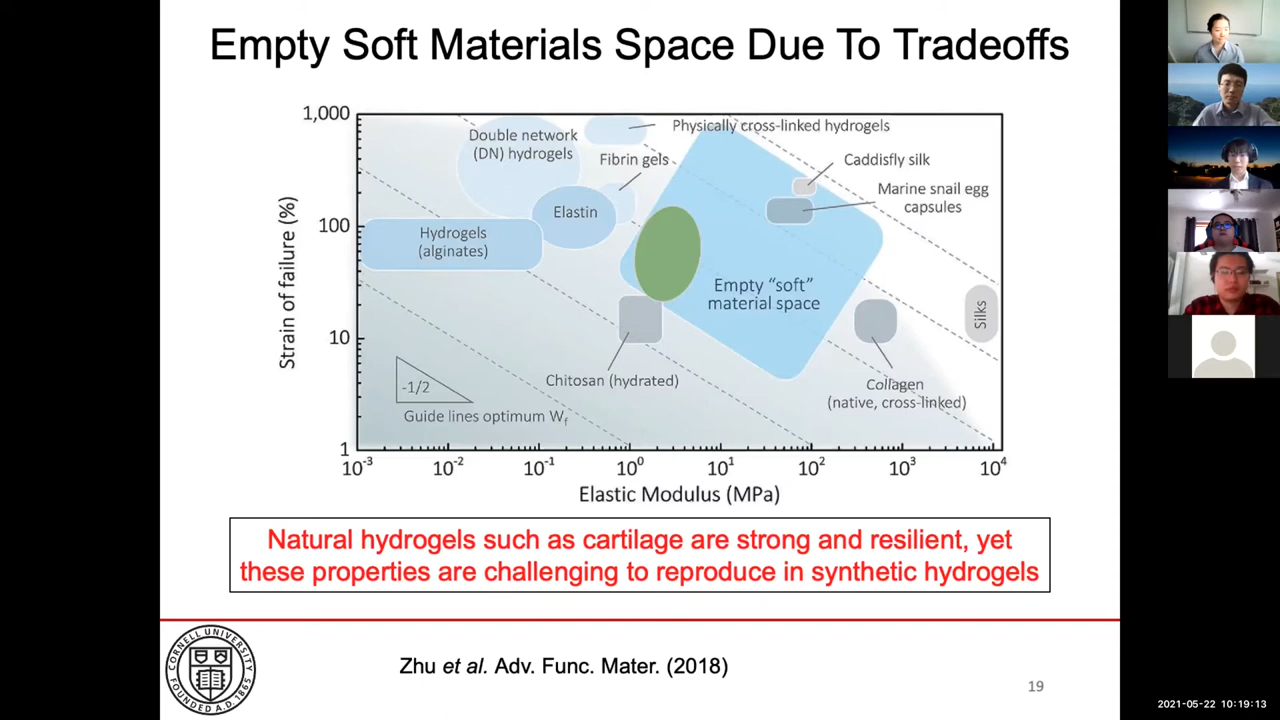 Empty Soft Materials Space Due To Tradeoffs
1,000
100
10
1
Strain of failure (%)
Double network
(DN) hydrogels
Physically cross-linked hydrogels
Fibrin gels
Caddisfly silk
Marine snail egg
capsules
Elastin
Hydrogels
(alginates)
Empty “soft”
material space
Silks
Chitosan (hydrated)
Collagen
(native, cross-linked)
-1/2
Guide lines optimum Wf
10-3
10-2
10-1
100
101
102
103
104
Elastic Modulus (MPa)
Natural hydrogels such as cartilage are strong and resilient, yet
these properties are challenging to reproduce in synthetic hydrogels
CORNELL UNIVERSITY
FOUNDED A.D. 1865
Zhu et al. Adv. Func. Mater. (2018)
19
2021-05-22 10:19:13